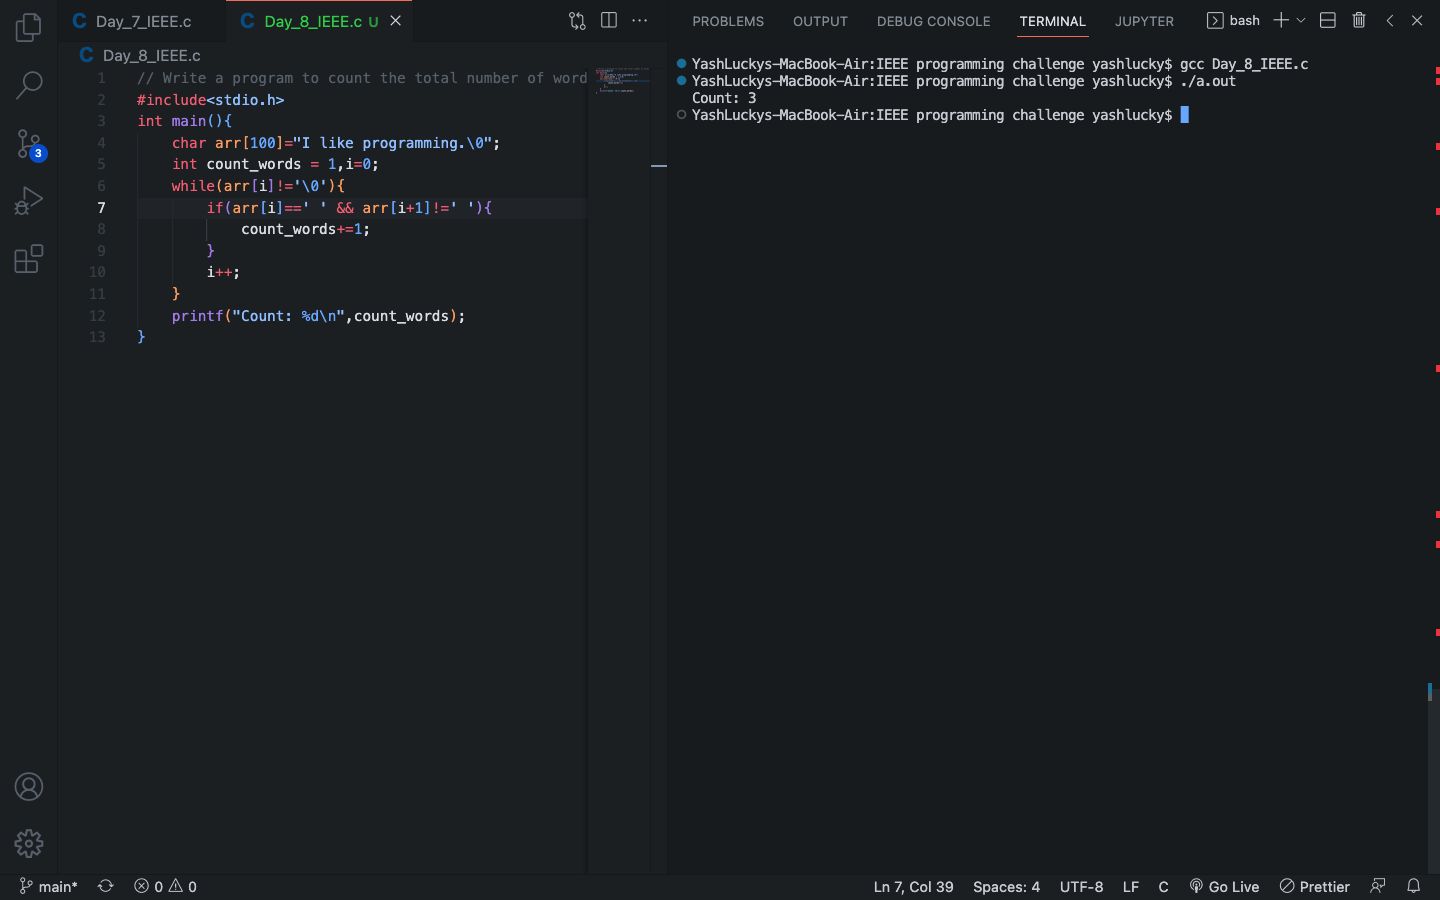 C Day_7_IEEE.c
C Day_8_IEEE.c U
C Day_8_IEEE.c
1 // Write a program to count the total number of word
2 #include<stdio.h>
3 int main(){
4 char arr[100]="I like programming.\0";
5 int count_words = 1,i=0;
6 while(arr[i]!='\0'){
7 if(arr[i]==' ' && arr[i+1]!=' '){
8 count_words+=1;
9 }
10 i++;
11 }
12 printf("Count: %d\n",count_words);
13 }
3
PROBLEMS OUTPUT DEBUG CONSOLE TERMINAL JUPYTER bash
YashLuckys-MacBook-Air:IEEE programming challenge yashlucky$ gcc Day_8_IEEE.c
YashLuckys-MacBook-Air:IEEE programming challenge yashlucky$ ./a.out
Count: 3
YashLuckys-MacBook-Air:IEEE programming challenge yashlucky$
main* 0 0 Ln 7, Col 39 Spaces: 4 UTF-8 LF C Go Live Prettier